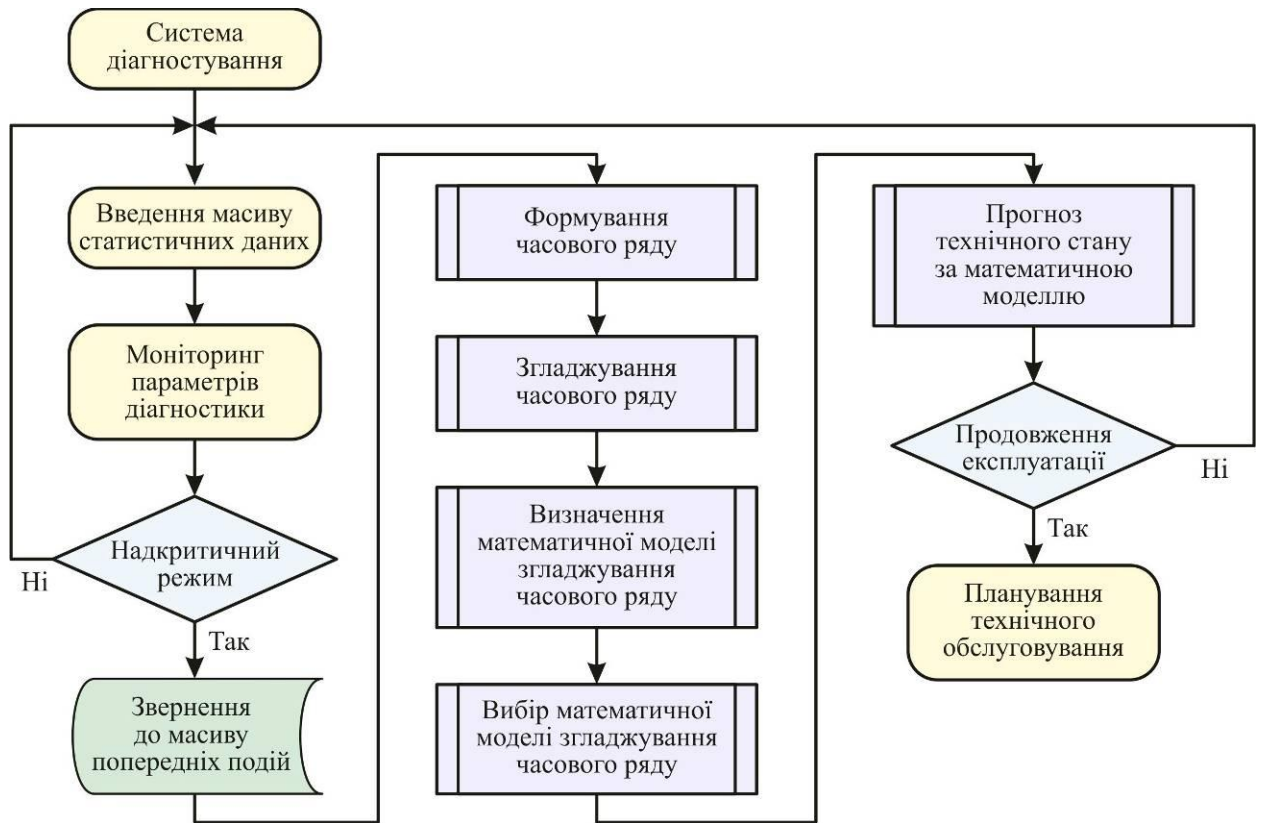 Система
діагностування
Введення масиву
статистичних даних
Моніторинг
параметрів
діагностики
Надкритичний
режим
Ні
Так
Звернення
до масиву
попередніх подій
Формування
часового ряду
Згладжування
часового ряду
Визначення
математичної моделі
згладжування
часового ряду
Вибір математичної
моделі згладжування
часового ряду
Прогноз
технічного стану
за математичною
моделлю
Продовження
експлуатації
Ні
Так
Планування
технічного
обслуговування